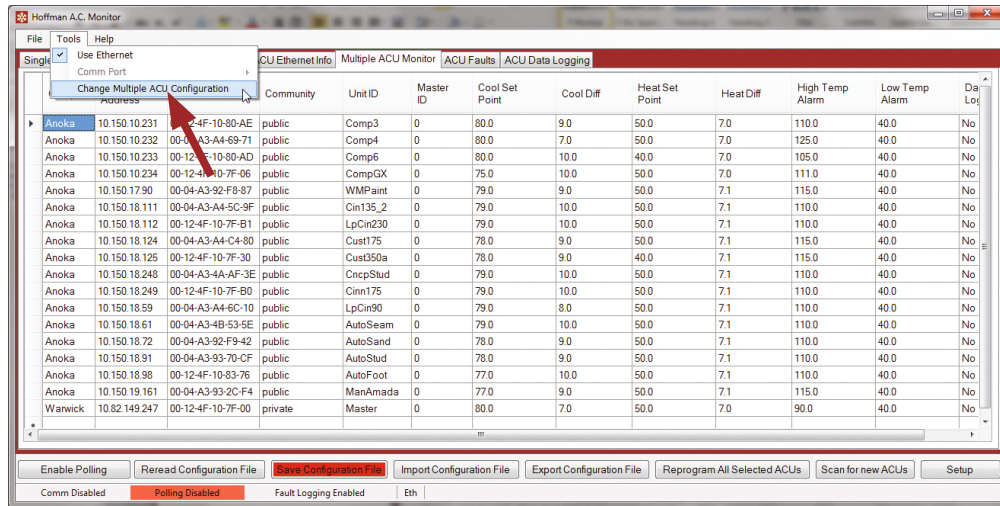 Hoffman A.C. Monitor
File Tools Help
Use Ethernet
Comm Port
Change Multiple ACU Configuration
Single ACU Ethernet Info Multiple ACU Monitor ACU Faults ACU Data Logging
Address Community Unit ID Master ID Cool Set Point Cool Diff Heat Set Point Heat Diff High Temp Alarm Low Temp Alarm
Anoka 10.150.10.231 00-12-4F-10-80-AE public Comp3 0 80.0 9.0 50.0 7.0 110.0 40.0 No
Anoka 10.150.10.232 00-04-A3-A4-69-71 public Comp4 0 80.0 7.0 50.0 7.0 125.0 40.0 No
Anoka 10.150.10.233 00-12-4F-10-80-AD public Comp6 0 80.0 10.0 40.0 7.0 105.0 40.0 No
Anoka 10.150.10.234 00-12-4F-10-7F-06 public CompGX 0 75.0 10.0 50.0 7.0 111.0 40.0 No
Anoka 10.150.17.90 00-04-A3-92-F8-87 public WMPaint 0 79.0 9.0 50.0 7.1 115.0 40.0 No
Anoka 10.150.18.111 00-04-A3-A4-5C-9F public Cin135_2 0 79.0 10.0 50.0 7.1 110.0 40.0 No
Anoka 10.150.18.112 00-12-4F-10-7F-B1 public LpCin230 0 79.0 10.0 50.0 7.1 110.0 40.0 No
Anoka 10.150.18.124 00-04-A3-A4-C4-80 public Cust175 0 78.0 9.0 50.0 7.1 115.0 40.0 No
Anoka 10.150.18.125 00-12-4F-10-7F-30 public Cust350a 0 78.0 9.0 40.0 7.1 110.0 40.0 No
Anoka 10.150.18.248 00-04-A3-4A-AF-3E public CncpStud 0 79.0 10.0 50.0 7.1 110.0 40.0 No
Anoka 10.150.18.249 00-12-4F-10-7F-B0 public Cinn175 0 79.0 10.0 50.0 7.1 110.0 40.0 No
Anoka 10.150.18.59 00-04-A3-A4-6C-10 public LpCin90 0 79.0 8.0 50.0 7.1 110.0 40.0 No
Anoka 10.150.18.61 00-04-A3-4B-53-5E public AutoSeam 0 79.0 10.0 50.0 7.1 110.0 40.0 No
Anoka 10.150.18.72 00-04-A3-92-F9-42 public AutoSand 0 78.0 9.0 50.0 7.1 110.0 40.0 No
Anoka 10.150.18.91 00-04-A3-93-70-CF public AutoStud 0 78.0 9.0 50.0 7.1 110.0 40.0 No
Anoka 10.150.18.98 00-12-4F-10-83-76 public AutoFoot 0 77.0 10.0 50.0 7.1 110.0 40.0 No
Anoka 10.150.19.161 00-04-A3-93-2C-F4 public ManAmada 0 77.0 9.0 50.0 7.1 115.0 40.0 No
Warwick 10.82.149.247 00-12-4F-10-7F-00 private Master 0 80.0 7.0 50.0 7.0 90.0 40.0 No
Enable Polling Reread Configuration File Save Configuration File Import Configuration File Export Configuration File Reprogram All Selected ACUs Scan for new ACUs Setup
Comm Disabled Polling Disabled Fault Logging Enabled Eth